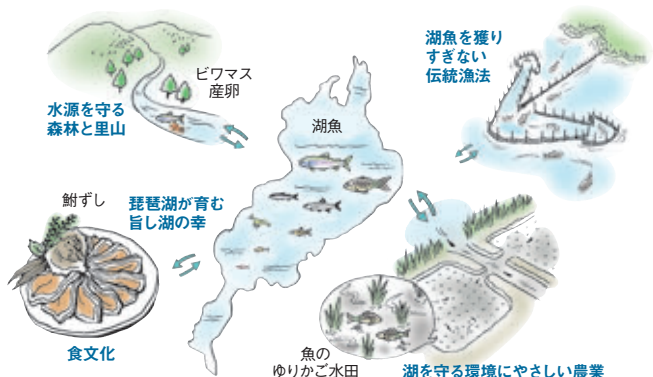 ビワマス
産卵
水源を守る
森林と里山
湖魚を獲り
すぎない
伝統漁法
湖魚
琵琶湖が育む
旨し湖の幸
鮒ずし
食文化
魚の
ゆりかご水田
湖を守る環境にやさしい農業